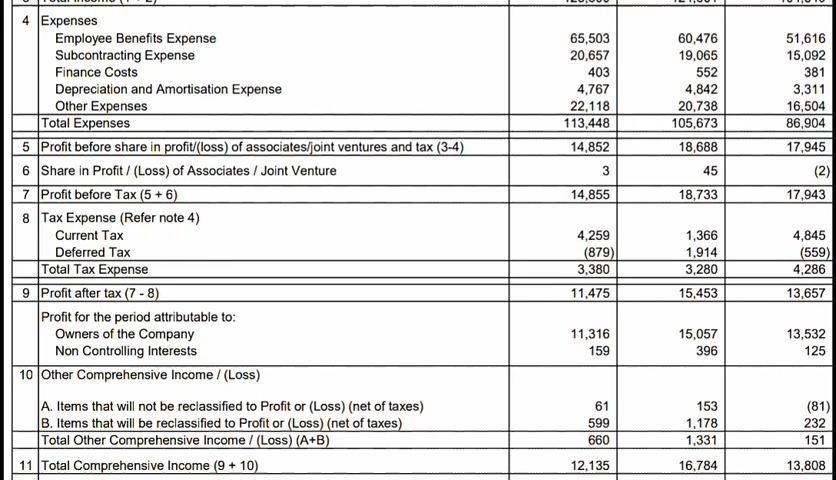 4 Expenses
Employee Benefits Expense 65,503 60,476 51,616
Subcontracting Expense 20,657 19,065 15,092
Finance Costs 403 552 381
Depreciation and Amortisation Expense 4,767 4,842 3,311
Other Expenses 22,118 20,738 16,504
Total Expenses 113,448 105,673 86,904
5 Profit before share in profit/(loss) of associates/joint ventures and tax (3-4) 14,852 18,688 17,945
6 Share in Profit / (Loss) of Associates / Joint Venture 3 45 (2)
7 Profit before Tax (5 + 6) 14,855 18,733 17,943
8 Tax Expense (Refer note 4)
Current Tax 4,259 1,366 4,845
Deferred Tax (879) 1,914 (559)
Total Tax Expense 3,380 3,280 4,286
9 Profit after tax (7 - 8) 11,475 15,453 13,657
Profit for the period attributable to:
Owners of the Company 11,316 15,057 13,532
Non Controlling Interests 159 396 125
10 Other Comprehensive Income / (Loss)
A. Items that will not be reclassified to Profit or (Loss) (net of taxes) 61 153 (81)
B. Items that will be reclassified to Profit or (Loss) (net of taxes) 599 1,178 232
Total Other Comprehensive Income / (Loss) (A+B) 660 1,331 151
11 Total Comprehensive Income (9 + 10) 12,135 16,784 13,808